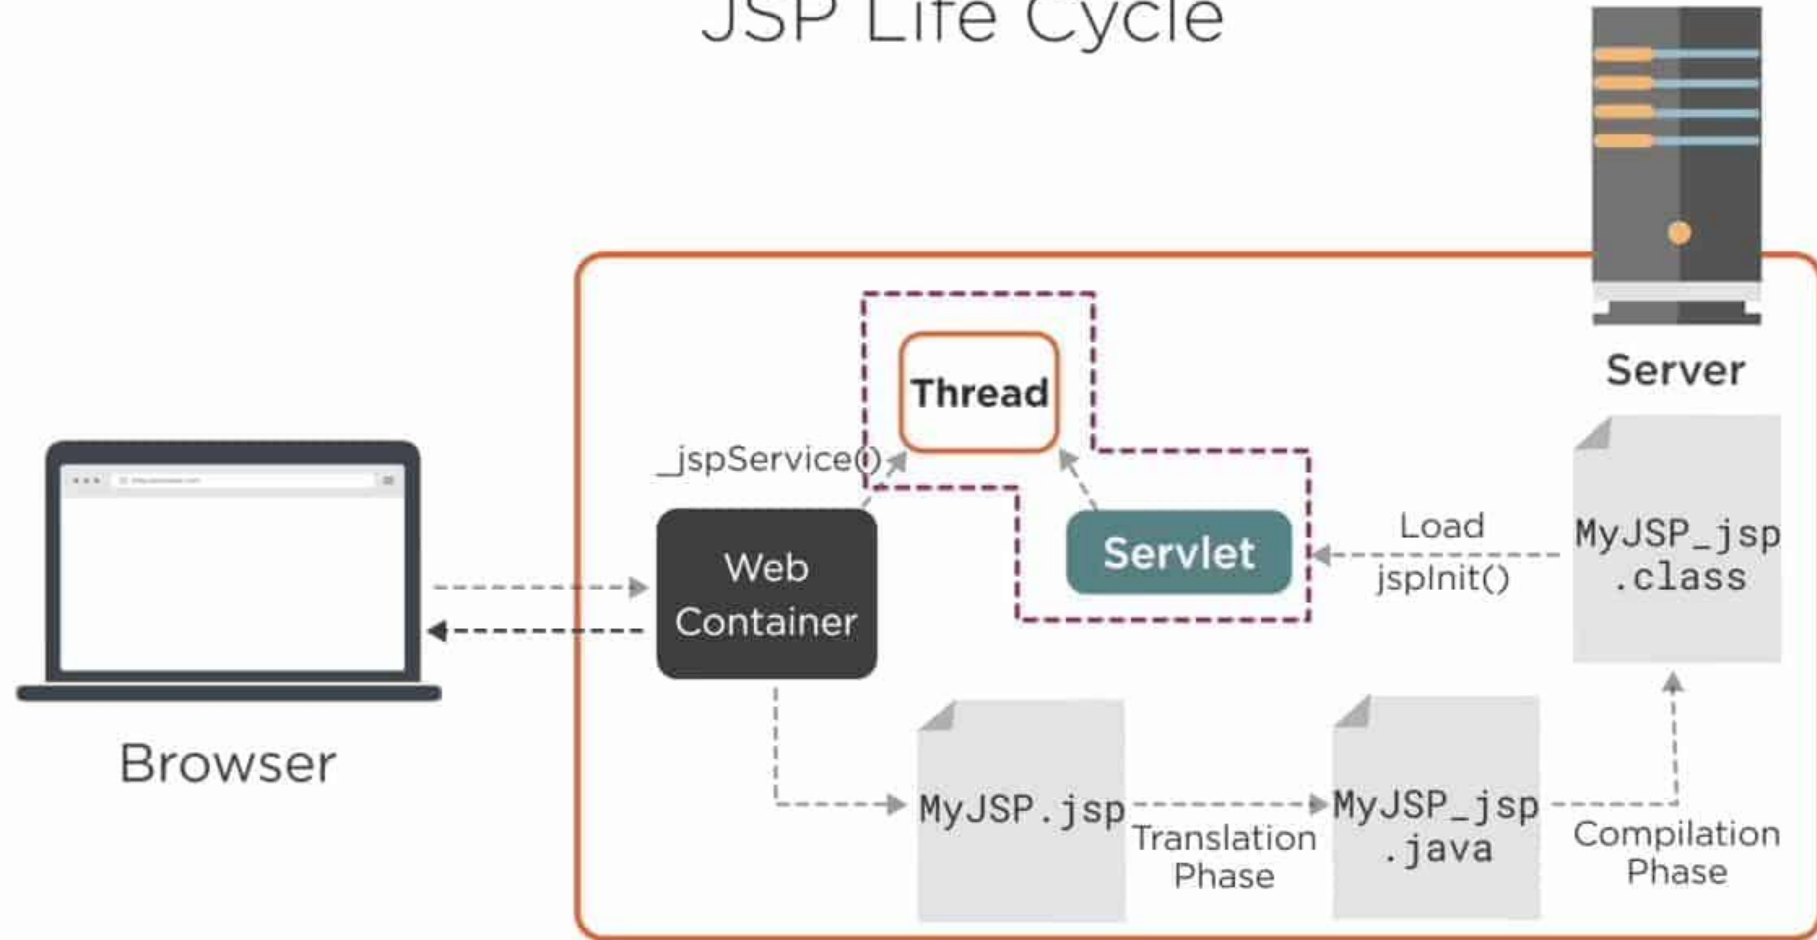 JSP Life Cycle
Server
Thread
_jspService()
Web
Container
Servlet
Load
jspInit()
MyJSP_jsp
.class
Browser
MyJSP.jsp
Translation
Phase
MyJSP_jsp
.java
Compilation
Phase